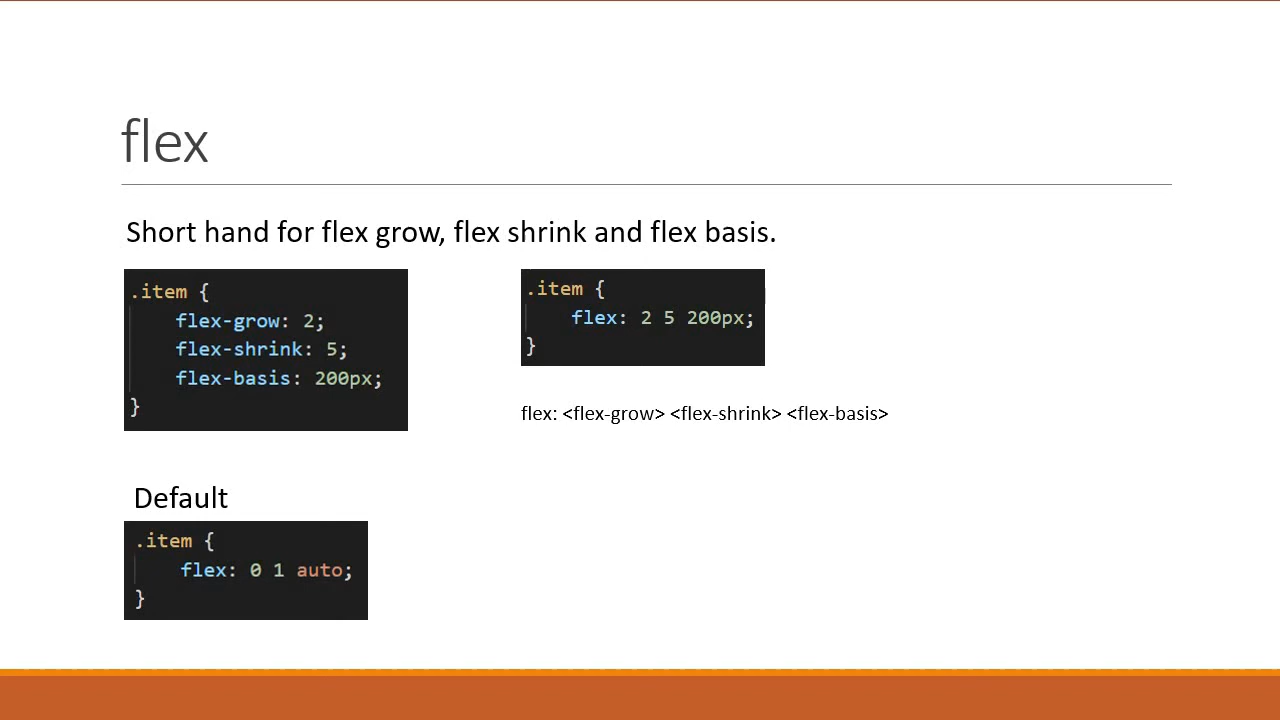 flex
Short hand for flex grow, flex shrink and flex basis.
.item {
flex-grow: 2;
flex-shrink: 5;
flex-basis: 200px;
}
.item {
flex: 2 5 200px;
}
flex: <flex-grow> <flex-shrink> <flex-basis>
Default
.item {
flex: 0 1 auto;
}